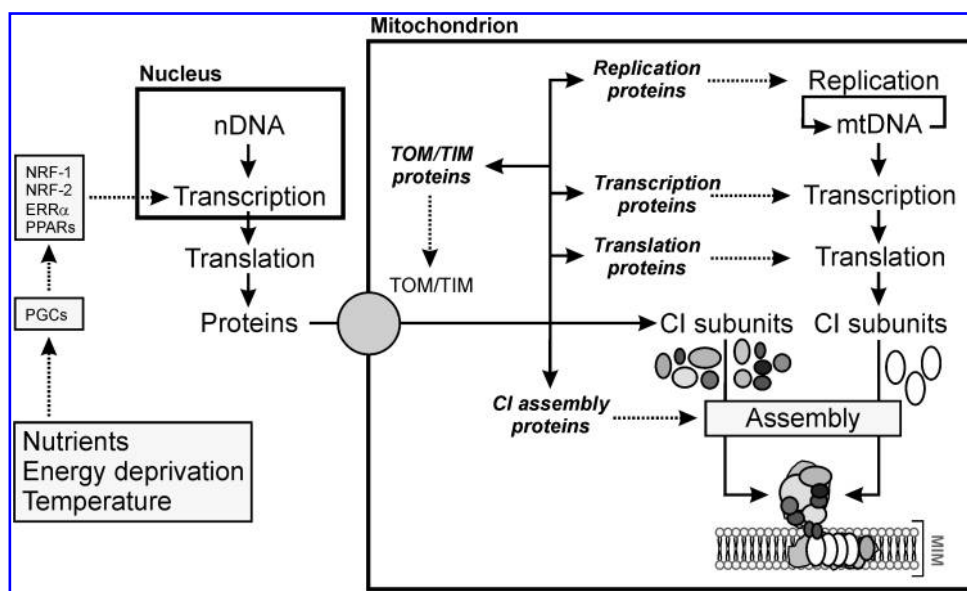 Mitochondrion
Nucleus
nDNA
Transcription
Translation
Proteins
NRF-1
NRF-2
ERRα
PPARs
PGCs
Nutrients
Energy deprivation
Temperature
TOM/TIM
proteins
TOM/TIM
Replication
proteins
Transcription
proteins
Translation
proteins
CI assembly
proteins
Replication
mtDNA
Transcription
Translation
CI subunits
CI subunits
Assembly
MIM